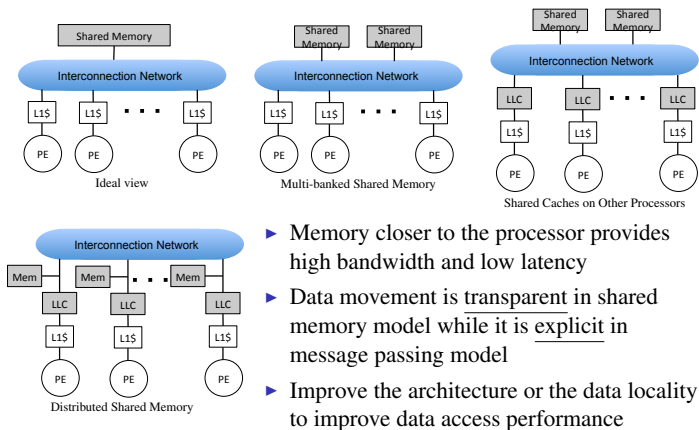 Shared Memory
Interconnection Network
L1$ L1$ L1$
PE PE PE
Ideal view
Shared
Memory
Shared
Memory
Interconnection Network
L1$ L1$ L1$
PE PE PE
Multi-banked Shared Memory
Shared
Memory
Shared
Memory
Interconnection Network
LLC LLC LLC
L1$ L1$ L1$
PE PE PE
Shared Caches on Other Processors
Interconnection Network
Mem Mem Mem
LLC LLC LLC
L1$ L1$ L1$
PE PE PE
Distributed Shared Memory
Memory closer to the processor provides
high bandwidth and low latency
Data movement is transparent in shared
memory model while it is explicit in
message passing model
Improve the architecture or the data locality
to improve data access performance